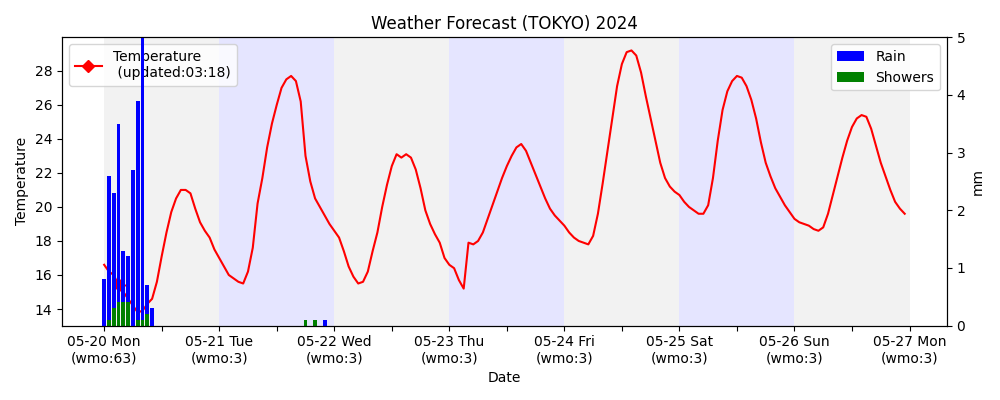 Weather Forecast (TOKYO) 2024
Temperature
(updated:03:18)
Rain
Showers
Temperature
28
26
24
22
20
18
16
14
5
4
3
2
1
0
mm
05-20 Mon
(wmo:63)
05-21 Tue
(wmo:3)
05-22 Wed
(wmo:3)
05-23 Thu
(wmo:3)
05-24 Fri
(wmo:3)
05-25 Sat
(wmo:3)
05-26 Sun
(wmo:3)
05-27 Mon
(wmo:3)
Date